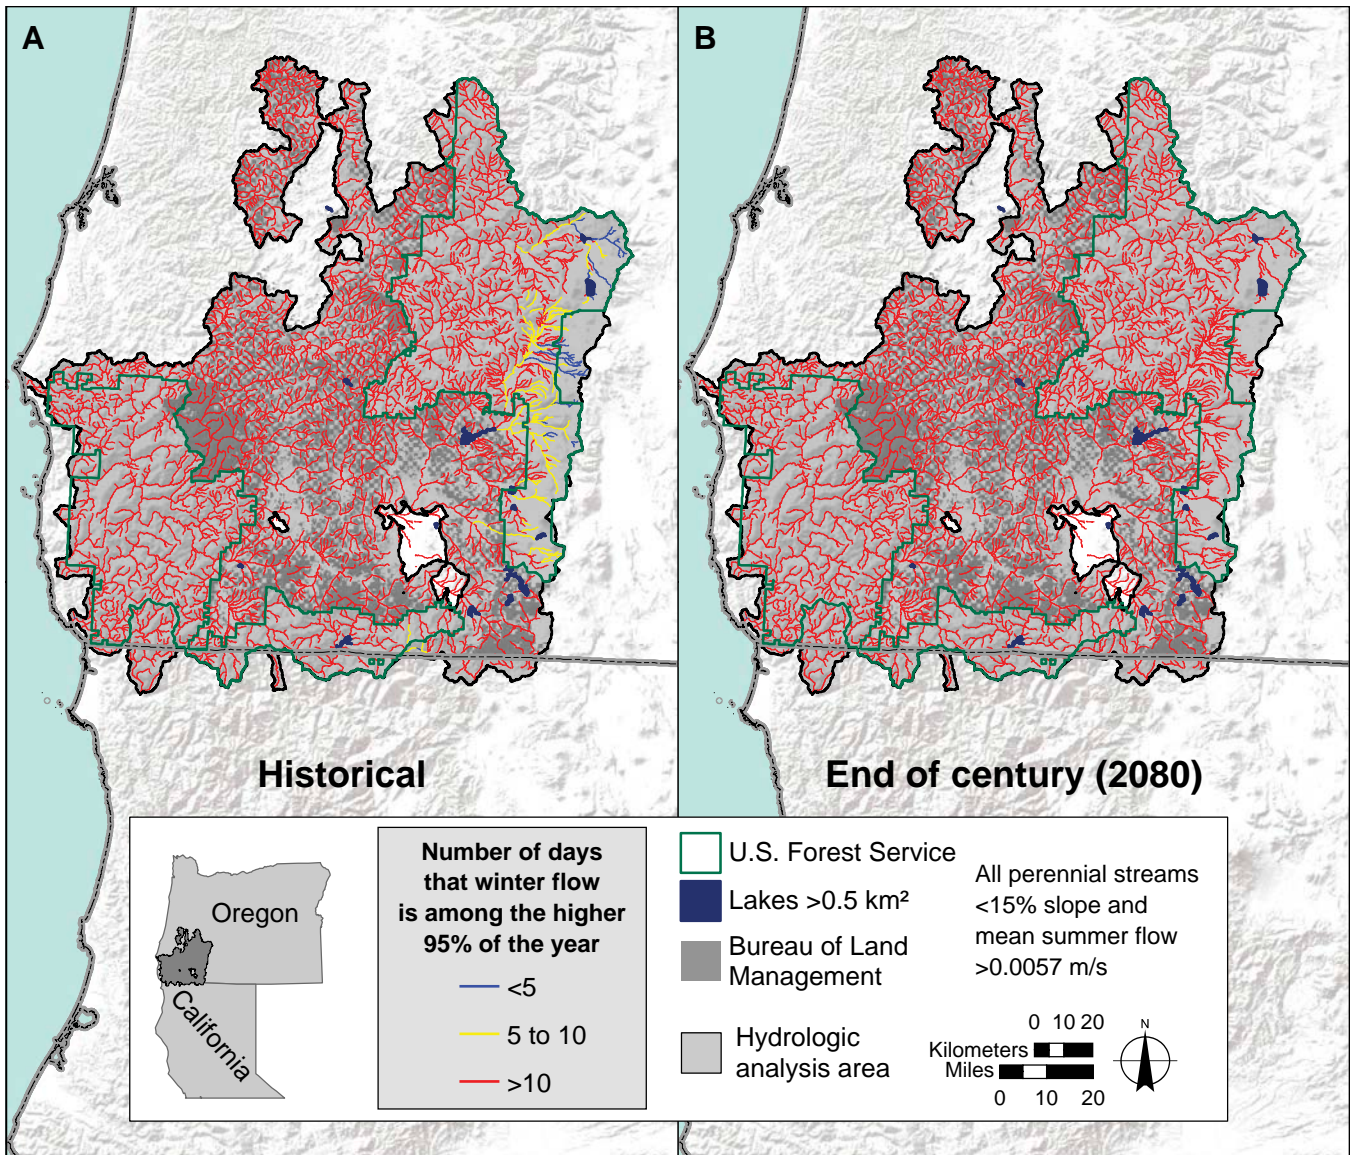 A
B
Historical
End of century (2080)
Oregon
California
Number of days
that winter flow
is among the higher
95% of the year
<5
5 to 10
>10
U.S. Forest Service
Lakes >0.5 km²
Bureau of Land
Management
Hydrologic
analysis area
All perennial streams
<15% slope and
mean summer flow
>0.0057 m/s
0 10 20
Kilometers
Miles
0 10 20
N